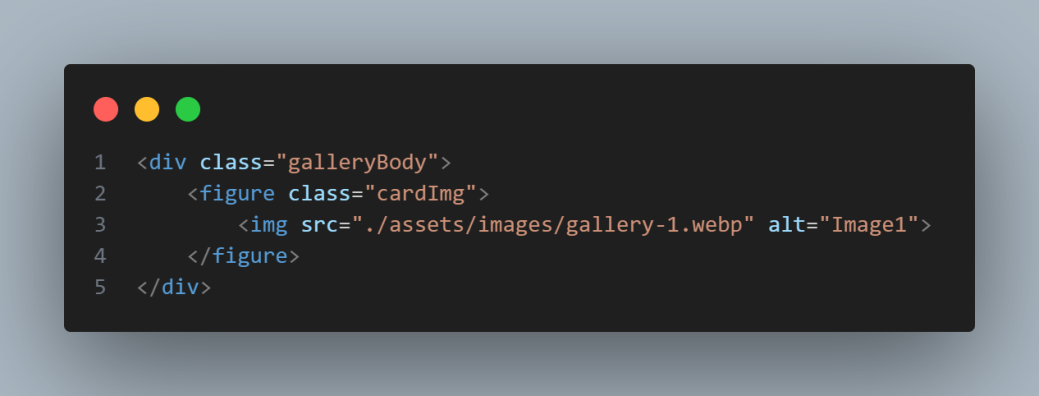 1 <div class="galleryBody">
2     <figure class="cardImg">
3         <img src="./assets/images/gallery-1.webp" alt="Image1">
4     </figure>
5 </div>